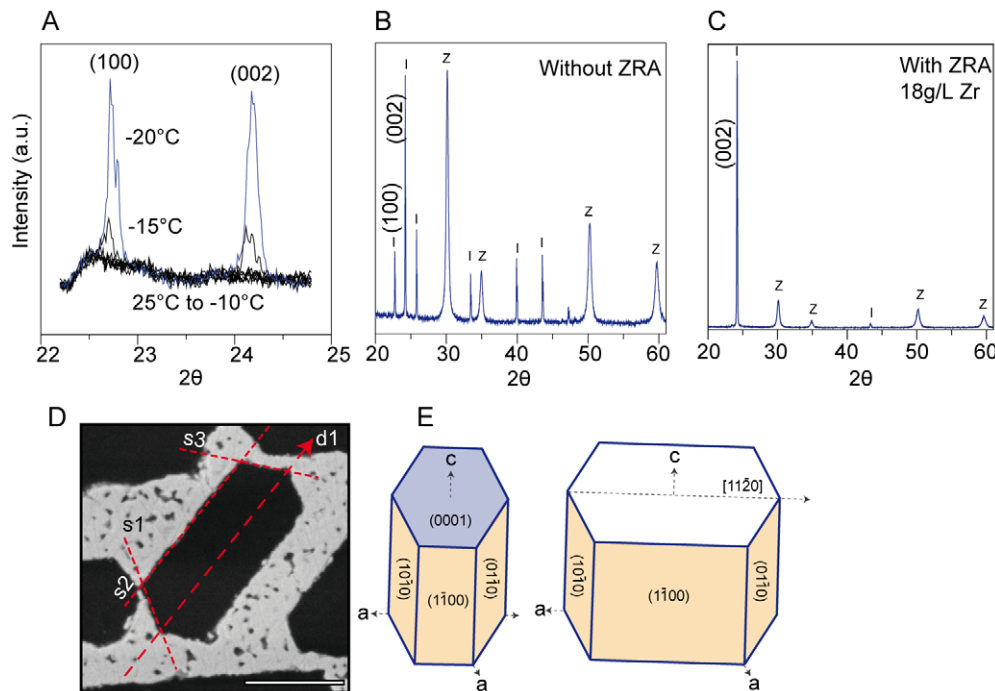 A
Intensity (a.u.)
(100)
(002)
-20°C
-15°C
25°C to -10°C
22 23 24 25
2θ
B
Without ZRA
(100)
I
(002)
I
I
z
I
z
I
I
z
z
20 30 40 50 60
2θ
C
With ZRA
18g/L Zr
I
(002)
z
z
I
z
z
20 30 40 50 60
2θ
D
s3
d1
s1
s2
E
c
(0001)
(101̄0)
(11̄00)
(011̄0)
a
a
c
[112̄0]
(101̄0)
(11̄00)
(011̄0)
a
a